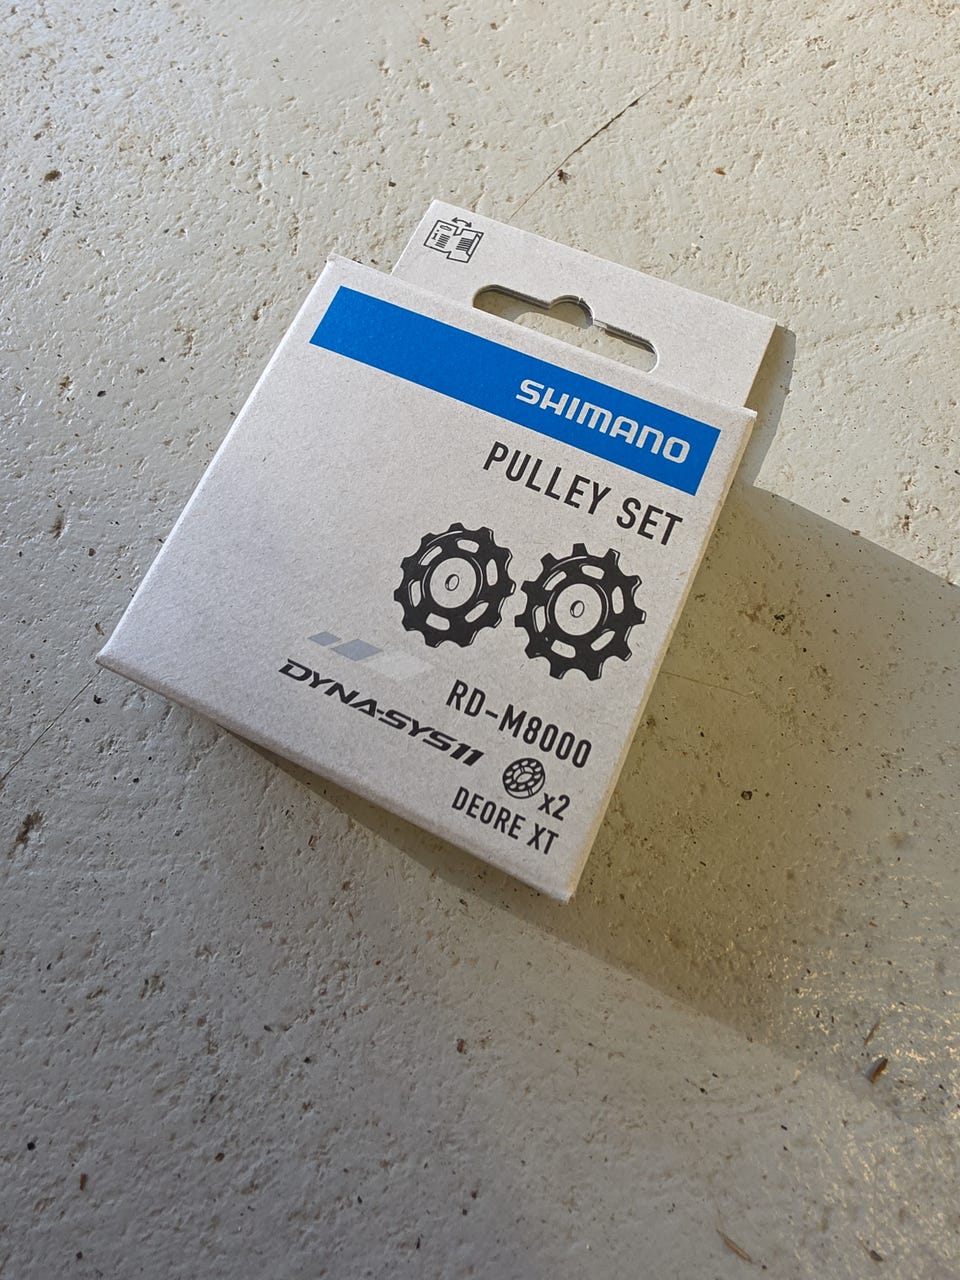 SHIMANO
PULLEY SET
RD-M8000
DYNA-SYS11
x2
DEORE XT